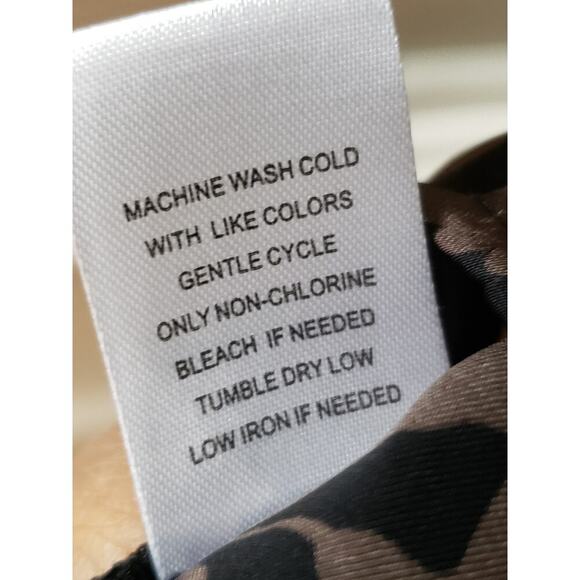 MACHINE WASH COLD
WITH LIKE COLORS
GENTLE CYCLE
ONLY NON-CHLORINE
BLEACH IF NEEDED
TUMBLE DRY LOW
LOW IRON IF NEEDED